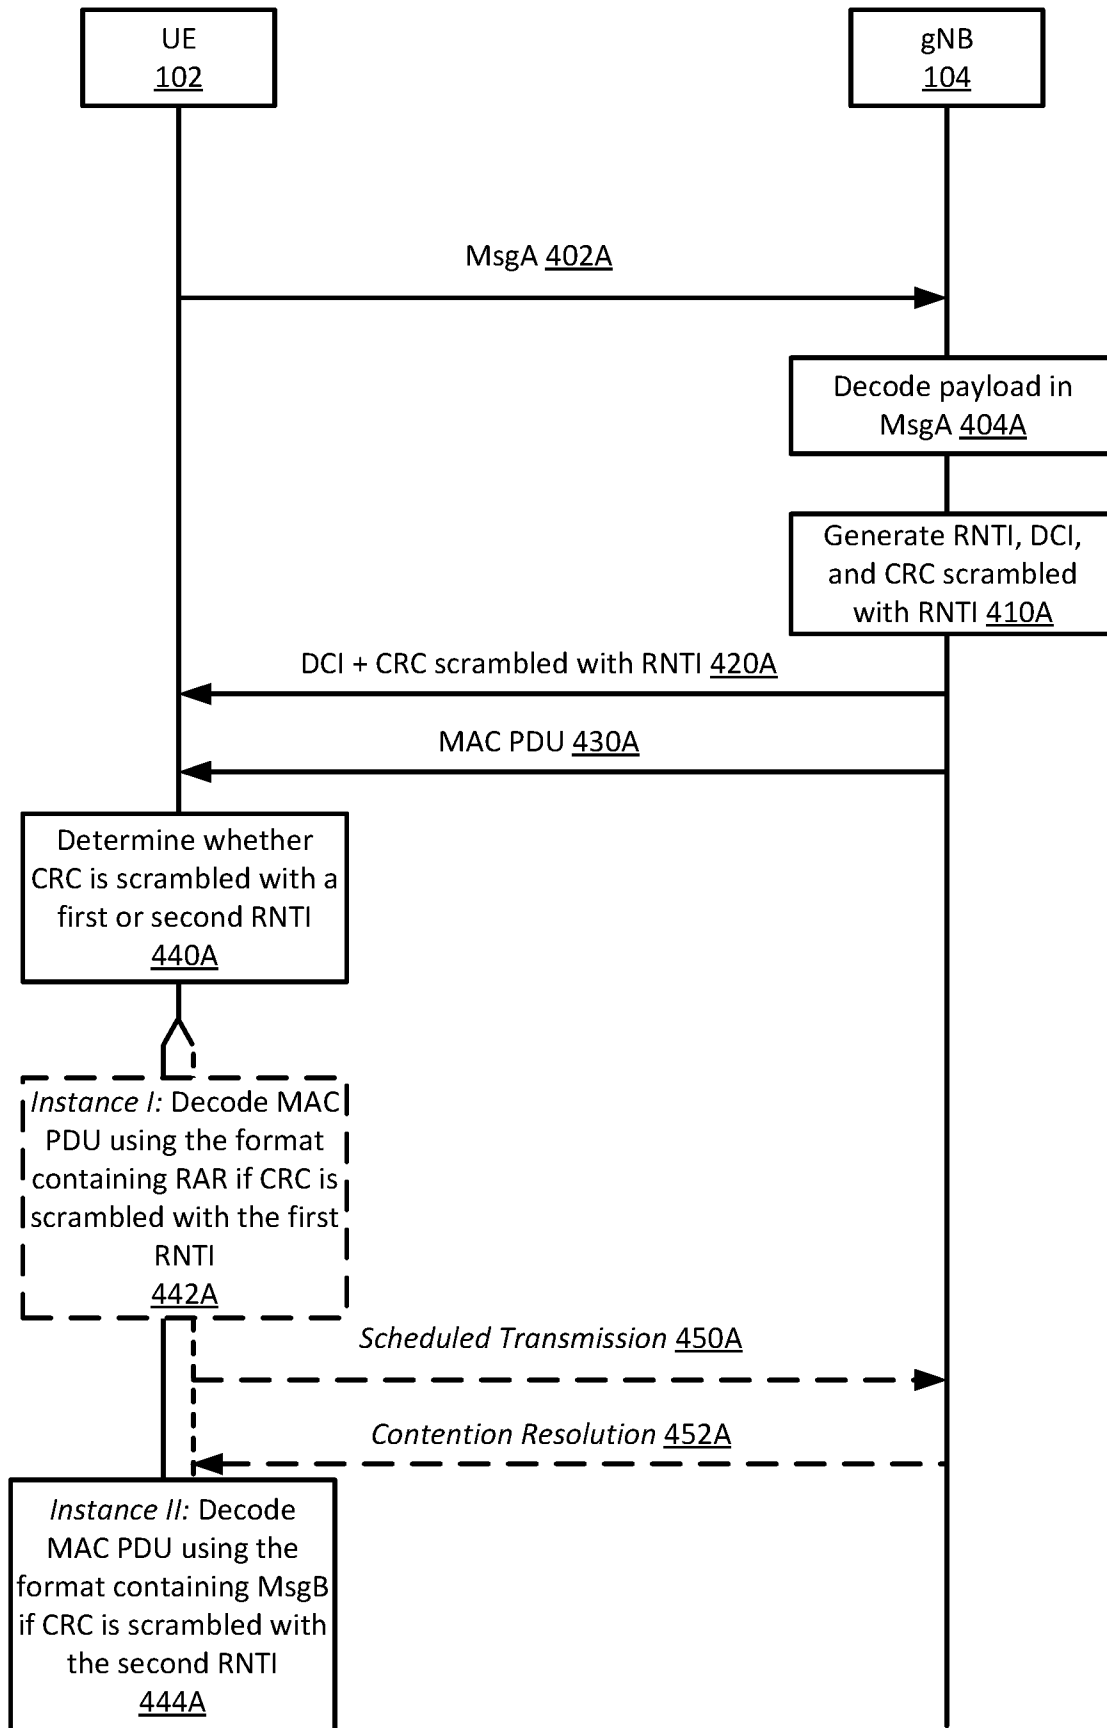 UE
102
gNB
104
MsgA 402A
Decode payload in
MsgA 404A
Generate RNTI, DCI,
and CRC scrambled
with RNTI 410A
DCI + CRC scrambled with RNTI 420A
MAC PDU 430A
Determine whether
CRC is scrambled with a
first or second RNTI
440A
Instance I: Decode MAC
PDU using the format
containing RAR if CRC is
scrambled with the first
RNTI
442A
Scheduled Transmission 450A
Contention Resolution 452A
Instance II: Decode
MAC PDU using the
format containing MsgB
if CRC is scrambled with
the second RNTI
444A